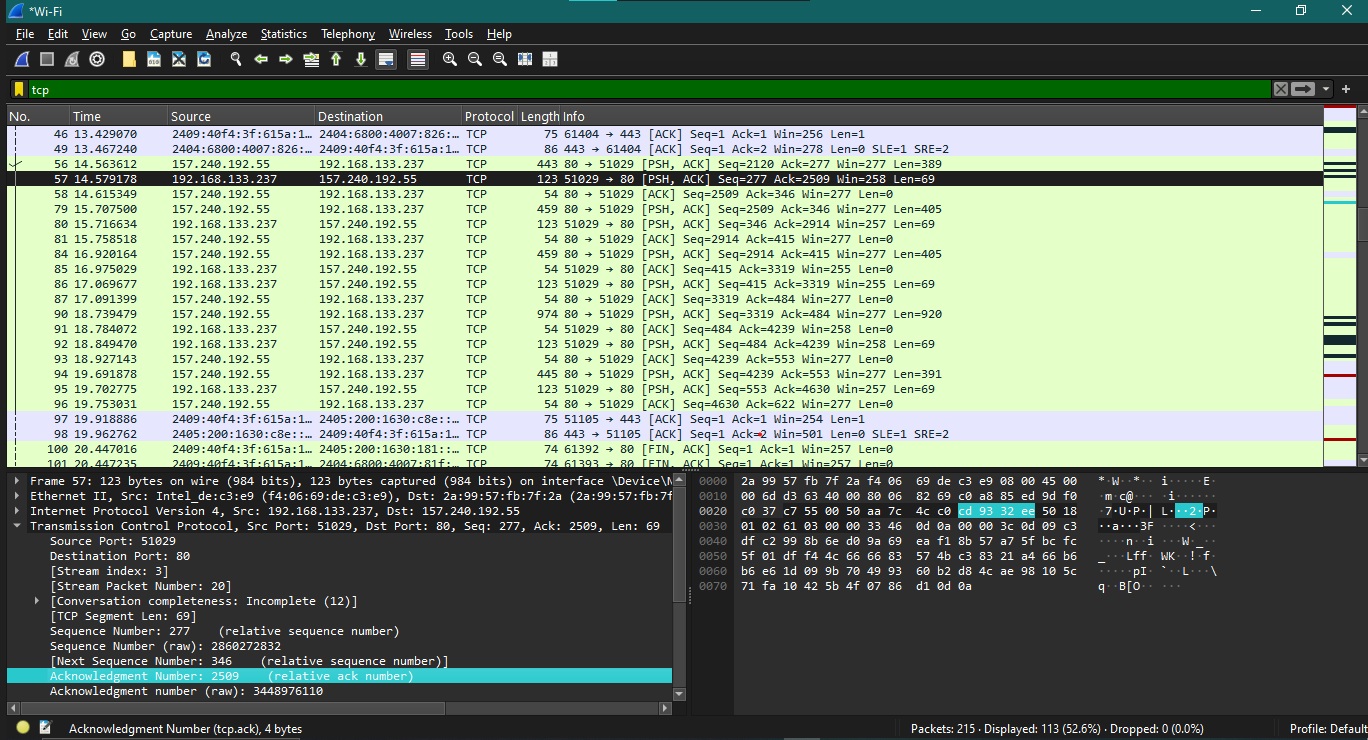 *Wi-Fi
File Edit View Go Capture Analyze Statistics Telephony Wireless Tools Help
tcp
No. Time Source Destination Protocol Length Info
46 13.429070 2409:40f4:3f:615a:1… 2404:6800:4007:826:… TCP 75 61404 → 443 [ACK] Seq=1 Ack=1 Win=256 Len=1
49 13.467240 2404:6800:4007:826:… 2409:40f4:3f:615a:1… TCP 86 443 → 61404 [ACK] Seq=1 Ack=2 Win=278 Len=0 SLE=1 SRE=2
56 14.563612 157.240.192.55 192.168.133.237 TCP 443 80 → 51029 [PSH, ACK] Seq=2120 Ack=277 Win=277 Len=389
57 14.579178 192.168.133.237 157.240.192.55 TCP 123 51029 → 80 [PSH, ACK] Seq=277 Ack=2509 Win=258 Len=69
58 14.615349 157.240.192.55 192.168.133.237 TCP 54 80 → 51029 [ACK] Seq=2509 Ack=346 Win=277 Len=0
79 15.707500 157.240.192.55 192.168.133.237 TCP 459 80 → 51029 [PSH, ACK] Seq=2509 Ack=346 Win=277 Len=405
80 15.716634 192.168.133.237 157.240.192.55 TCP 123 51029 → 80 [PSH, ACK] Seq=346 Ack=2914 Win=257 Len=69
81 15.758518 157.240.192.55 192.168.133.237 TCP 54 80 → 51029 [ACK] Seq=2914 Ack=415 Win=277 Len=0
84 16.920164 157.240.192.55 192.168.133.237 TCP 459 80 → 51029 [PSH, ACK] Seq=2914 Ack=415 Win=277 Len=405
85 16.975029 192.168.133.237 157.240.192.55 TCP 54 51029 → 80 [ACK] Seq=415 Ack=3319 Win=255 Len=0
86 17.069677 192.168.133.237 157.240.192.55 TCP 123 51029 → 80 [PSH, ACK] Seq=415 Ack=3319 Win=255 Len=69
87 17.091399 157.240.192.55 192.168.133.237 TCP 54 80 → 51029 [ACK] Seq=3319 Ack=484 Win=277 Len=0
90 18.739479 157.240.192.55 192.168.133.237 TCP 974 80 → 51029 [PSH, ACK] Seq=3319 Ack=484 Win=277 Len=920
91 18.784072 192.168.133.237 157.240.192.55 TCP 54 51029 → 80 [ACK] Seq=484 Ack=4239 Win=258 Len=0
92 18.849470 192.168.133.237 157.240.192.55 TCP 123 51029 → 80 [PSH, ACK] Seq=484 Ack=4239 Win=258 Len=69
93 18.927143 157.240.192.55 192.168.133.237 TCP 54 80 → 51029 [ACK] Seq=4239 Ack=553 Win=277 Len=0
94 19.691878 157.240.192.55 192.168.133.237 TCP 445 80 → 51029 [PSH, ACK] Seq=4239 Ack=553 Win=277 Len=391
95 19.702775 192.168.133.237 157.240.192.55 TCP 123 51029 → 80 [PSH, ACK] Seq=553 Ack=4630 Win=257 Len=69
96 19.753031 157.240.192.55 192.168.133.237 TCP 54 80 → 51029 [ACK] Seq=4630 Ack=622 Win=277 Len=0
97 19.918886 2409:40f4:3f:615a:1… 2405:200:1630:c8e::… TCP 75 51105 → 443 [ACK] Seq=1 Ack=1 Win=254 Len=1
98 19.962762 2405:200:1630:c8e::… 2409:40f4:3f:615a:1… TCP 86 443 → 51105 [ACK] Seq=1 Ack=2 Win=501 Len=0 SLE=1 SRE=2
100 20.447016 2409:40f4:3f:615a:1… 2405:200:1630:181::… TCP 74 61392 → 80 [FIN, ACK] Seq=1 Ack=1 Win=257 Len=0
101 20.447235 2409:40f4:3f:615a:1… 2404:6800:4007:81f:… TCP 74 61393 → 80 [FIN, ACK] Seq=1 Ack=1 Win=256 Len=0
Frame 57: 123 bytes on wire (984 bits), 123 bytes captured (984 bits) on interface \Device\N
Ethernet II, Src: Intel_de:c3:e9 (f4:06:69:de:c3:e9), Dst: 2a:99:57:fb:7f:2a (2a:99:57:fb:7f
Internet Protocol Version 4, Src: 192.168.133.237, Dst: 157.240.192.55
Transmission Control Protocol, Src Port: 51029, Dst Port: 80, Seq: 277, Ack: 2509, Len: 69
Source Port: 51029
Destination Port: 80
[Stream index: 3]
[Stream Packet Number: 20]
[Conversation completeness: Incomplete (12)]
[TCP Segment Len: 69]
Sequence Number: 277 (relative sequence number)
Sequence Number (raw): 2860272832
[Next Sequence Number: 346 (relative sequence number)]
Acknowledgment Number: 2509 (relative ack number)
Acknowledgment number (raw): 3448976110
0000 2a 99 57 fb 7f 2a f4 06 69 de c3 e9 08 00 45 00 *·W··*·· i·····E·
0010 00 6d d3 63 40 00 80 06 82 69 c0 a8 85 ed 9d f0 ·m·c@··· ·i······
0020 c0 37 c7 55 00 50 aa 7c 4c c0 cd 93 32 ee 50 18 ·7·U·P·| L···2·P·
0030 01 02 61 03 00 00 33 46 0d 0a 00 00 3c 0d 09 c3 ··a···3F ····<···
0040 df c2 99 8b 6e d0 9a 69 ea f1 8b 57 a7 5f bc fc ····n··i ···W·_··
0050 5f 01 df f4 4c 66 66 83 57 4b c3 83 21 a4 66 b6 _···Lff· WK··!·f·
0060 b6 e6 1d 09 9b 70 49 93 60 b2 d8 4c ae 98 10 5c ·····pI· `··L···\
0070 71 fa 10 42 5b 4f 07 86 d1 0d 0a q··B[O·· ···
Acknowledgment Number (tcp.ack), 4 bytes
Packets: 215 · Displayed: 113 (52.6%) · Dropped: 0 (0.0%)
Profile: Default